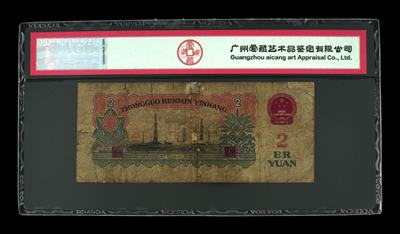 广州爱藏艺术品鉴定有限公司
Guangzhou aicang art Appraisal Co., Ltd.
2
ZHONGGUO RENMIN YINHANG
2
2
ER
YUAN